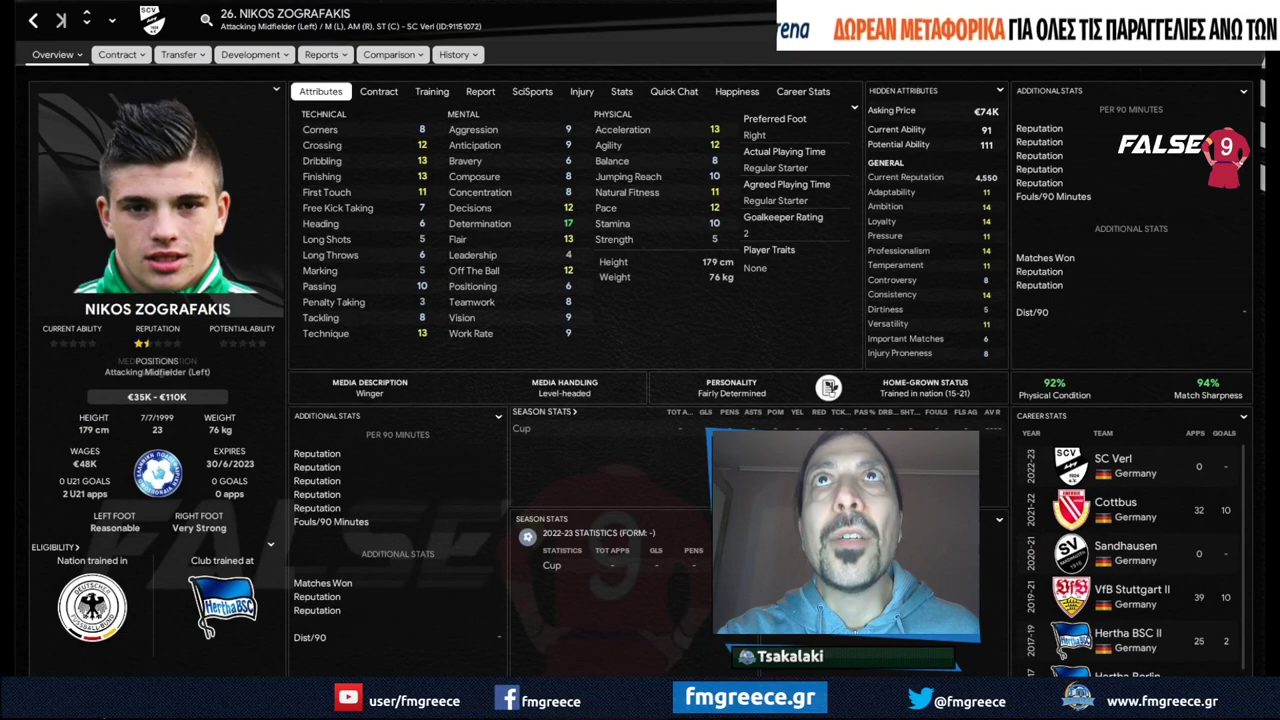 26. NIKOS ZOGRAFAKIS
Attacking Midfielder (Left) / M (L), AM (R), ST (C) - SC Verl (ID:91151072)
ΔΩΡΕΑΝ ΜΕΤΑΦΟΡΙΚΑ ΓΙΑ ΟΛΕΣ ΤΙΣ ΠΑΡΑΓΓΕΛΙΕΣ ΑΝΩ ΤΩΝ
Overview Contract Transfer Development Reports Comparison History
Attributes Contract Training Report SciSports Injury Stats Quick Chat Happiness Career Stats
TECHNICAL
Corners 8
Crossing 12
Dribbling 13
Finishing 13
First Touch 11
Free Kick Taking 7
Heading 6
Long Shots 5
Long Throws 6
Marking 5
Passing 10
Penalty Taking 3
Tackling 8
Technique 13
MENTAL
Aggression 9
Anticipation 9
Bravery 6
Composure 8
Concentration 8
Decisions 12
Determination 17
Flair 13
Leadership 4
Off The Ball 12
Positioning 6
Teamwork 8
Vision 9
Work Rate 9
PHYSICAL
Acceleration 13
Agility 12
Balance 8
Jumping Reach 10
Natural Fitness 11
Pace 12
Stamina 10
Strength 5
Height 179 cm
Weight 76 kg
Preferred Foot
Right
Actual Playing Time
Regular Starter
Agreed Playing Time
Regular Starter
Goalkeeper Rating
2
Player Traits
None
HIDDEN ATTRIBUTES
Asking Price €74K
Current Ability 91
Potential Ability 111
GENERAL
Current Reputation 4,550
Adaptability 11
Ambition 14
Loyalty 14
Pressure 11
Professionalism 14
Temperament 11
Controversy 8
Consistency 14
Dirtiness 5
Versatility 11
Important Matches 6
Injury Proneness 8
ADDITIONAL STATS
PER 90 MINUTES
Reputation
Reputation
Reputation
Reputation
Reputation
Fouls/90 Minutes
FALSE 9
ADDITIONAL STATS
Matches Won
Reputation
Reputation
Dist/90 -
NIKOS ZOGRAFAKIS
CURRENT ABILITY REPUTATION POTENTIAL ABILITY
POSITIONS
Attacking Midfielder (Left)
€35K - €110K
HEIGHT 7/7/1999 WEIGHT
179 cm 23 76 kg
WAGES EXPIRES
€48K 30/6/2023
0 U21 GOALS 0 GOALS
2 U21 apps 0 apps
LEFT FOOT RIGHT FOOT
Reasonable Very Strong
ELIGIBILITY
Nation trained in Club trained at
MEDIA DESCRIPTION
Winger
MEDIA HANDLING
Level-headed
PERSONALITY
Fairly Determined
HOME-GROWN STATUS
Trained in nation (15-21)
92% 94%
Physical Condition Match Sharpness
ADDITIONAL STATS
PER 90 MINUTES
Reputation
Reputation
Reputation
Reputation
Reputation
Fouls/90 Minutes
ADDITIONAL STATS
Matches Won
Reputation
Reputation
Dist/90 -
SEASON STATS TOT A... GLS PENS ASTS POM YEL RED TCK... PAS% DRB... SHT... FOULS FLS AG AV R
Cup
SEASON STATS
2022-23 STATISTICS (FORM: -)
STATISTICS TOT APPS GLS PENS
Cup - - -
CAREER STATS
YEAR TEAM APPS GOALS
2022-23 SC Verl Germany 0 -
2021-22 Cottbus Germany 32 10
2020-21 Sandhausen Germany 0 -
2019-21 VfB Stuttgart II Germany 39 10
2017-19 Hertha BSC II Germany 25 2
Tsakalaki
user/fmgreece fmgreece fmgreece.gr @fmgreece www.fmgreece.gr